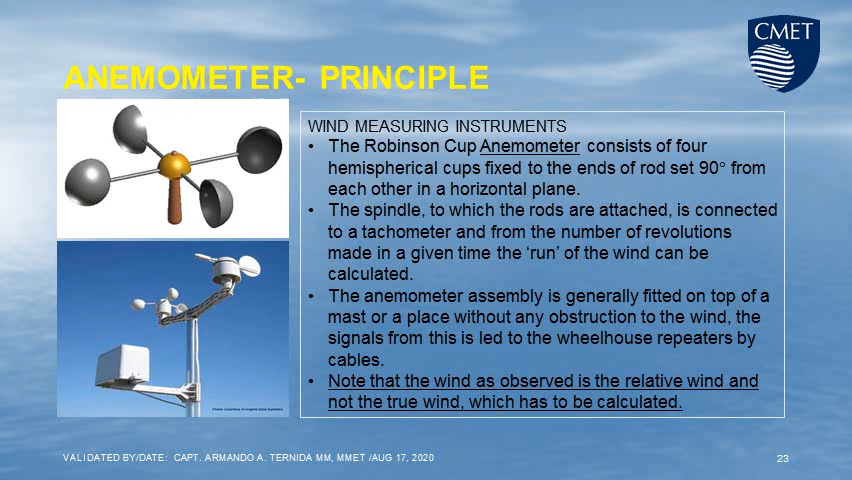 CMET
ANEMOMETER- PRINCIPLE
WIND MEASURING INSTRUMENTS
• The Robinson Cup Anemometer consists of four
hemispherical cups fixed to the ends of rod set 90° from
each other in a horizontal plane.
• The spindle, to which the rods are attached, is connected
to a tachometer and from the number of revolutions
made in a given time the ‘run’ of the wind can be
calculated.
• The anemometer assembly is generally fitted on top of a
mast or a place without any obstruction to the wind, the
signals from this is led to the wheelhouse repeaters by
cables.
• Note that the wind as observed is the relative wind and
not the true wind, which has to be calculated.
Photo courtesy of Argent Data Systems
VALIDATED BY/DATE: CAPT. ARMANDO A. TERNIDA MM, MMET /AUG 17, 2020
23